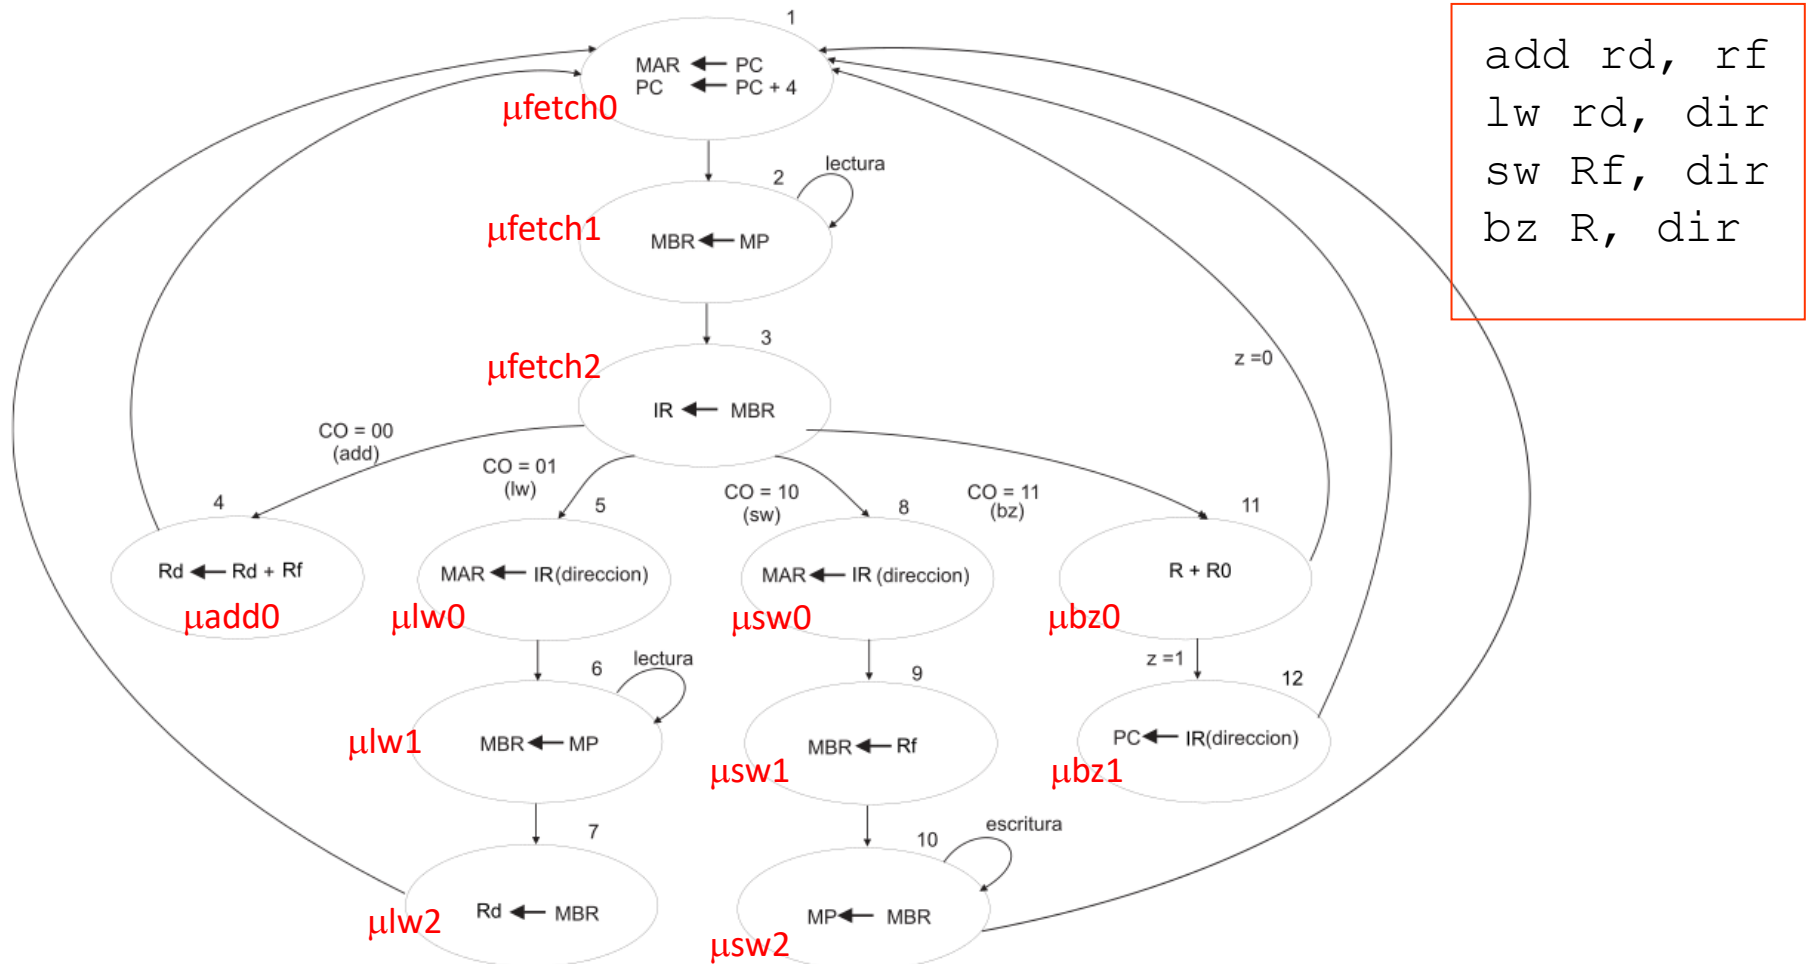 1
MAR ← PC
PC ← PC + 4
μfetch0
add rd, rf
lw rd, dir
sw Rf, dir
bz R, dir
2
lectura
μfetch1
MBR ← MP
3
μfetch2
IR ← MBR
z =0
CO = 00
(add)
CO = 01
(lw)
CO = 10
(sw)
CO = 11
(bz)
4
Rd ← Rd + Rf
μadd0
5
MAR ← IR(direccion)
μlw0
8
MAR ← IR (direccion)
μsw0
11
R + R0
μbz0
z =1
6
lectura
μlw1
MBR ← MP
9
MBR ← Rf
μsw1
12
PC ← IR(direccion)
μbz1
7
Rd ← MBR
μlw2
10
escritura
MP ← MBR
μsw2